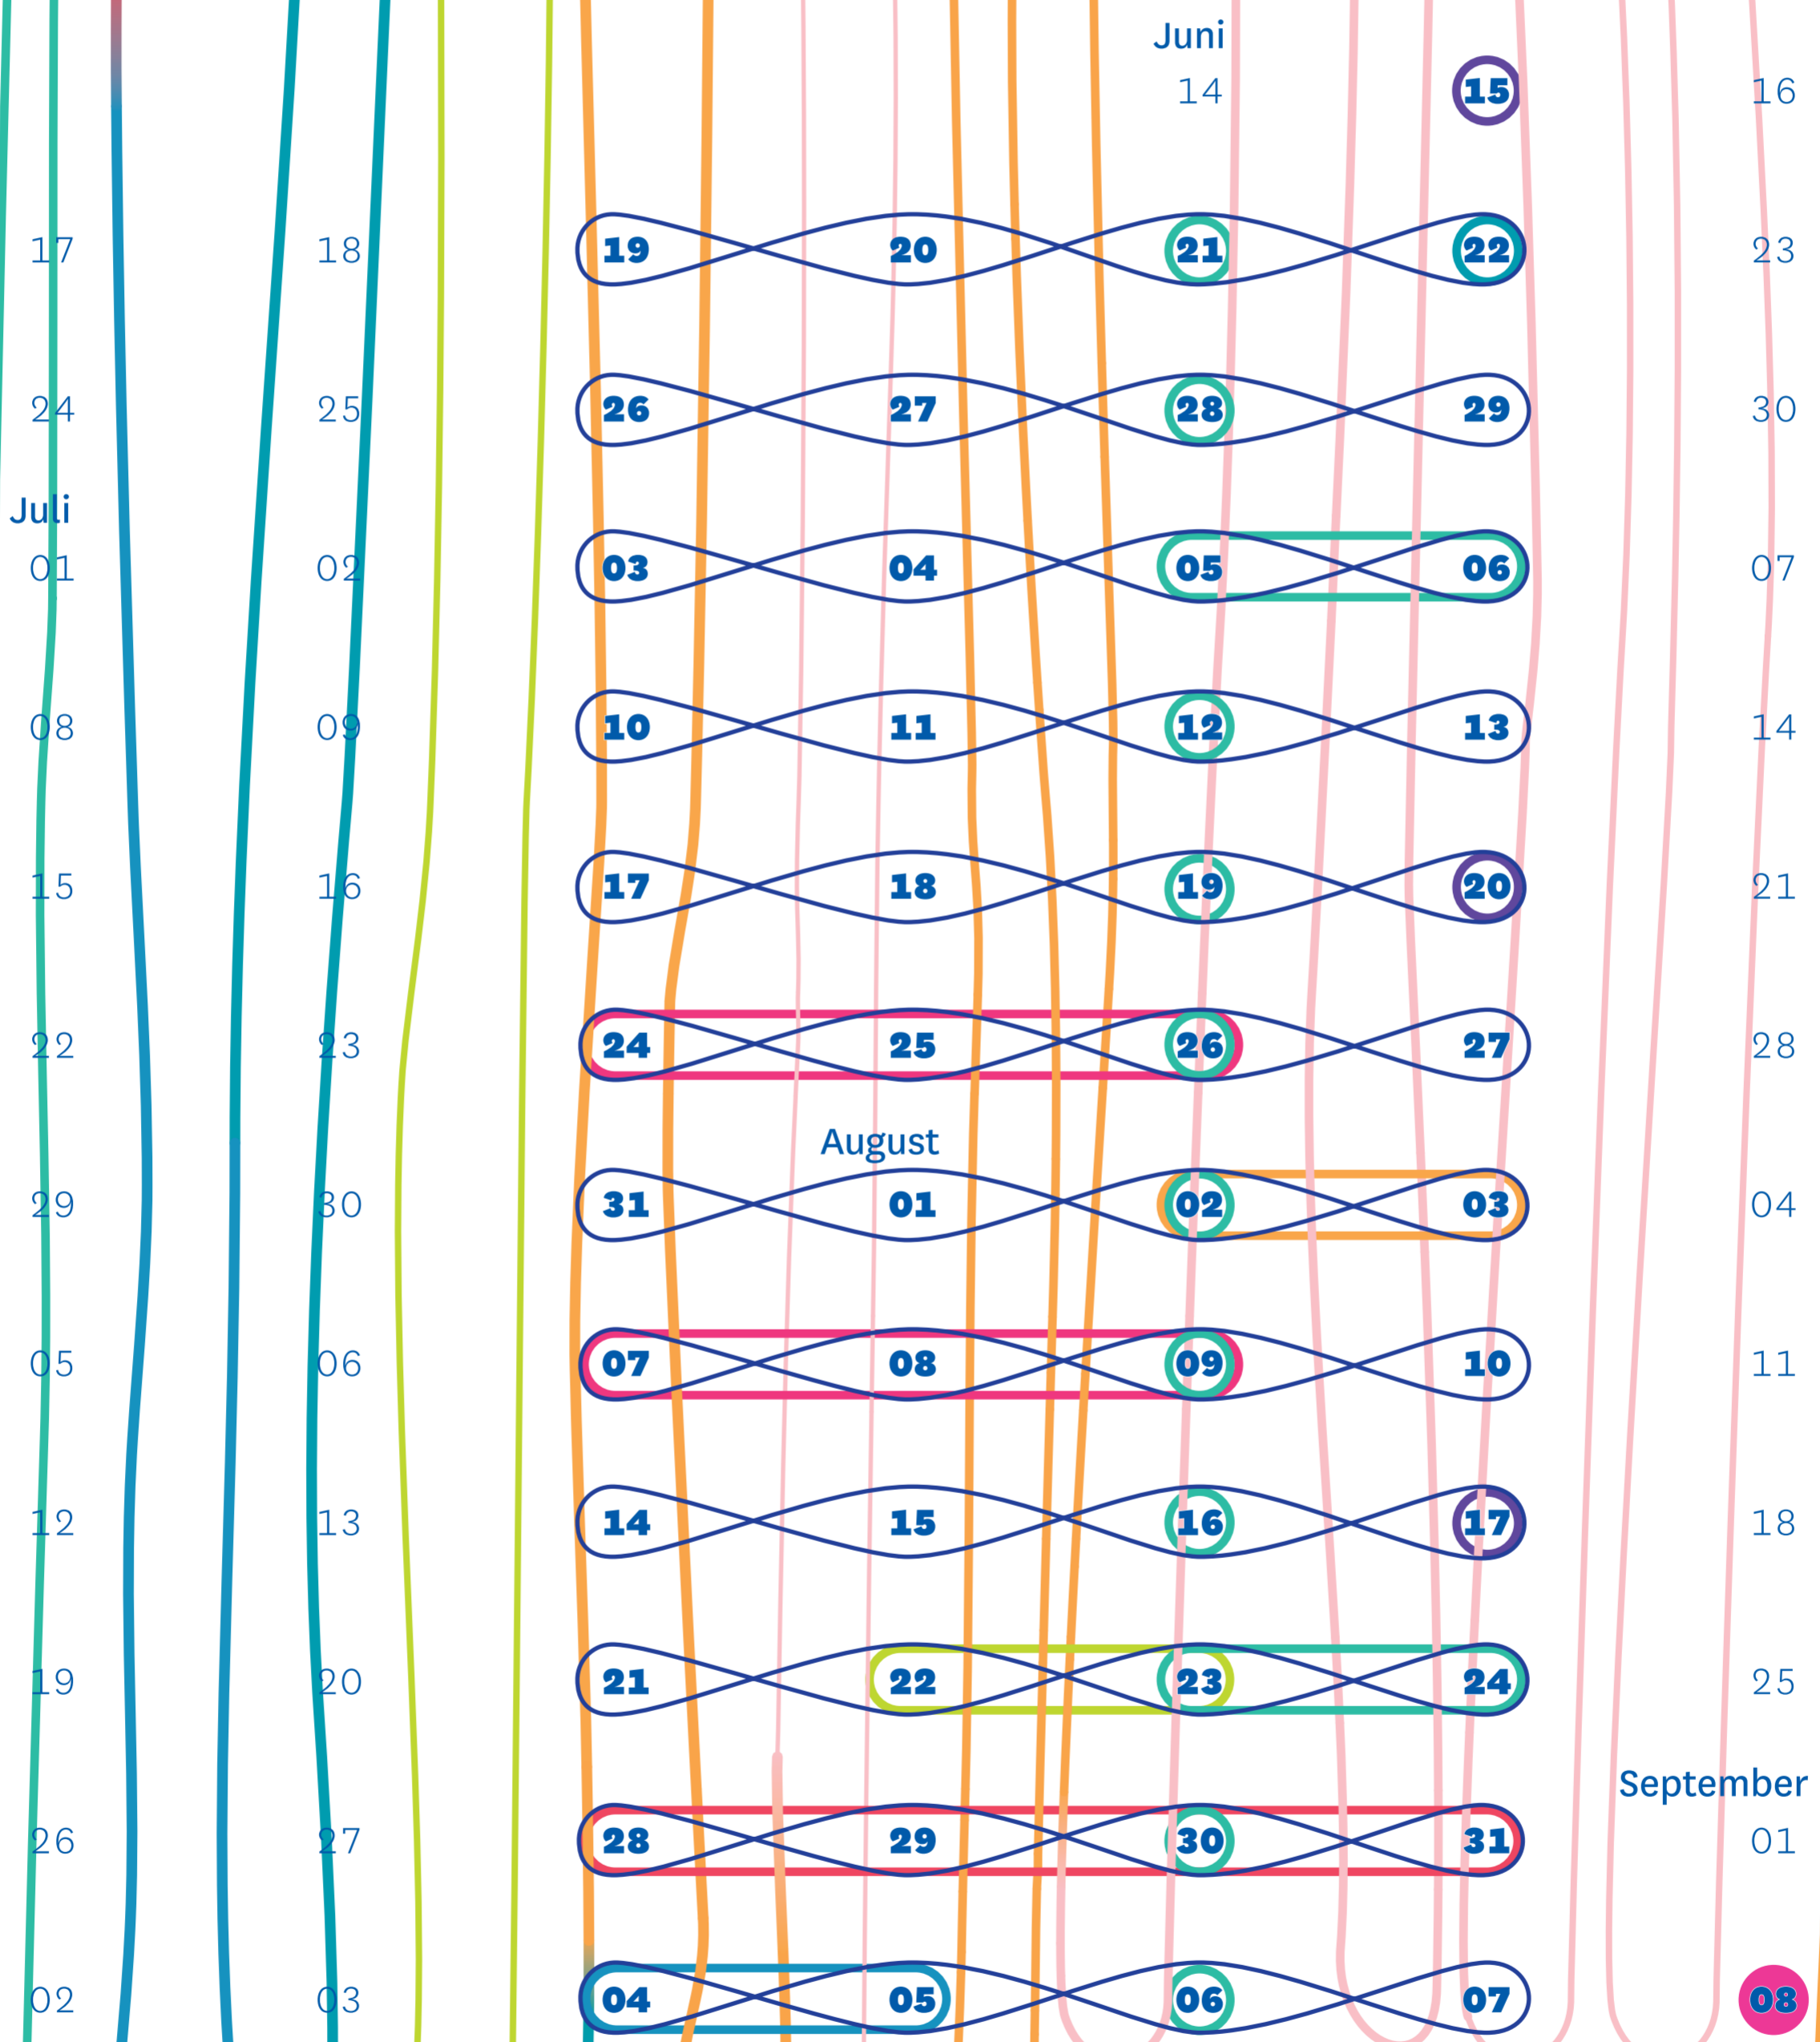 Juni
14 15 16
17 18 19 20 21 22 23
24 25 26 27 28 29 30
Juli
01 02 03 04 05 06 07
08 09 10 11 12 13 14
15 16 17 18 19 20 21
22 23 24 25 26 27 28
August
29 30 31 01 02 03 04
05 06 07 08 09 10 11
12 13 14 15 16 17 18
19 20 21 22 23 24 25
September
26 27 28 29 30 31 01
02 03 04 05 06 07 08